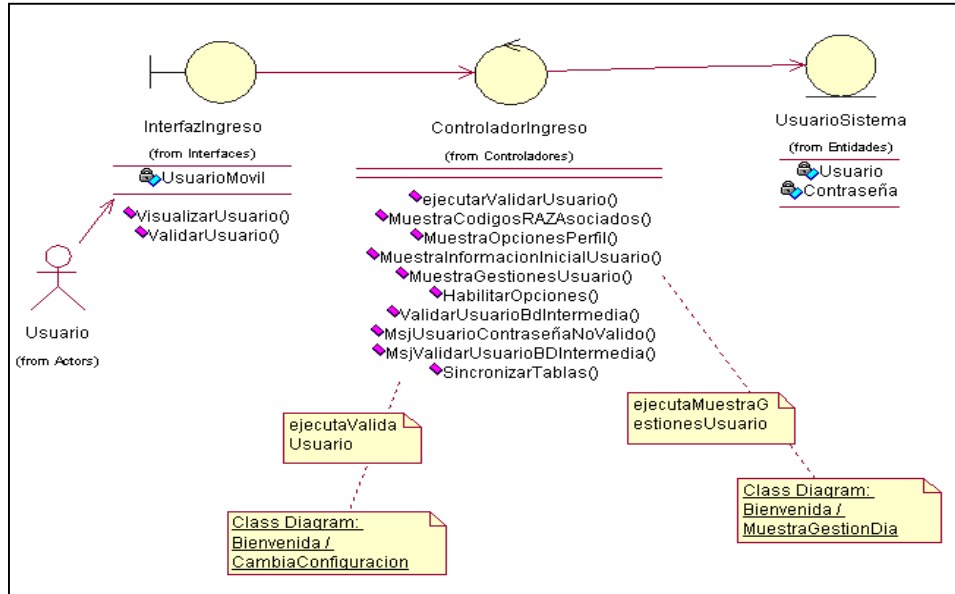 InterfazIngreso
(from Interfaces)
UsuarioMovil
VisualizarUsuario()
ValidarUsuario()
Usuario
(from Actors)
ControladorIngreso
(from Controladores)
ejecutarValidarUsuario()
MuestraCodigosRAZAsociados()
MuestraOpcionesPerfil()
MuestraInformacionInicialUsuario()
MuestraGestionesUsuario()
HabilitarOpciones()
ValidarUsuarioBdIntermedia()
MsjUsuarioContraseñaNoValido()
MsjValidarUsuarioBDIntermedia()
SincronizarTablas()
UsuarioSistema
(from Entidades)
Usuario
Contraseña
ejecutaValida
Usuario
ejecutaMuestraG
estionesUsuario
Class Diagram:
Bienvenida /
CambiaConfiguracion
Class Diagram:
Bienvenida /
MuestraGestionDia